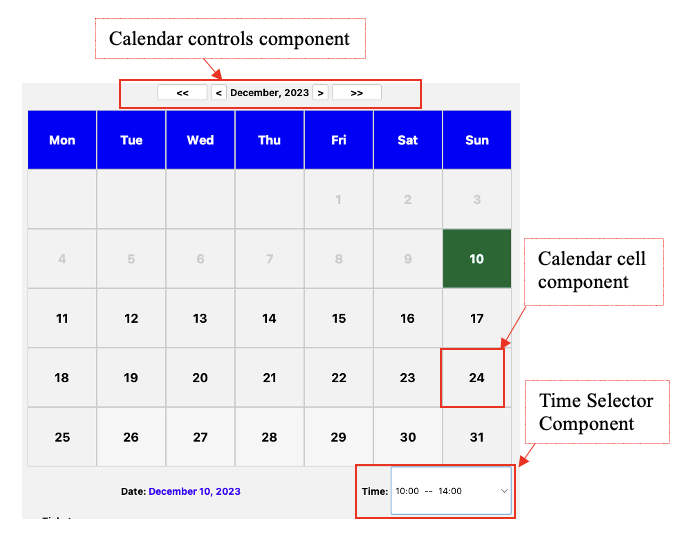 Calendar controls component
<< < December, 2023 > >>
Mon Tue Wed Thu Fri Sat Sun
1 2 3
4 5 6 7 8 9 10
Calendar cell
component
11 12 13 14 15 16 17
18 19 20 21 22 23 24
Time Selector
Component
25 26 27 28 29 30 31
Date: December 10, 2023
Time: 10:00 -- 14:00